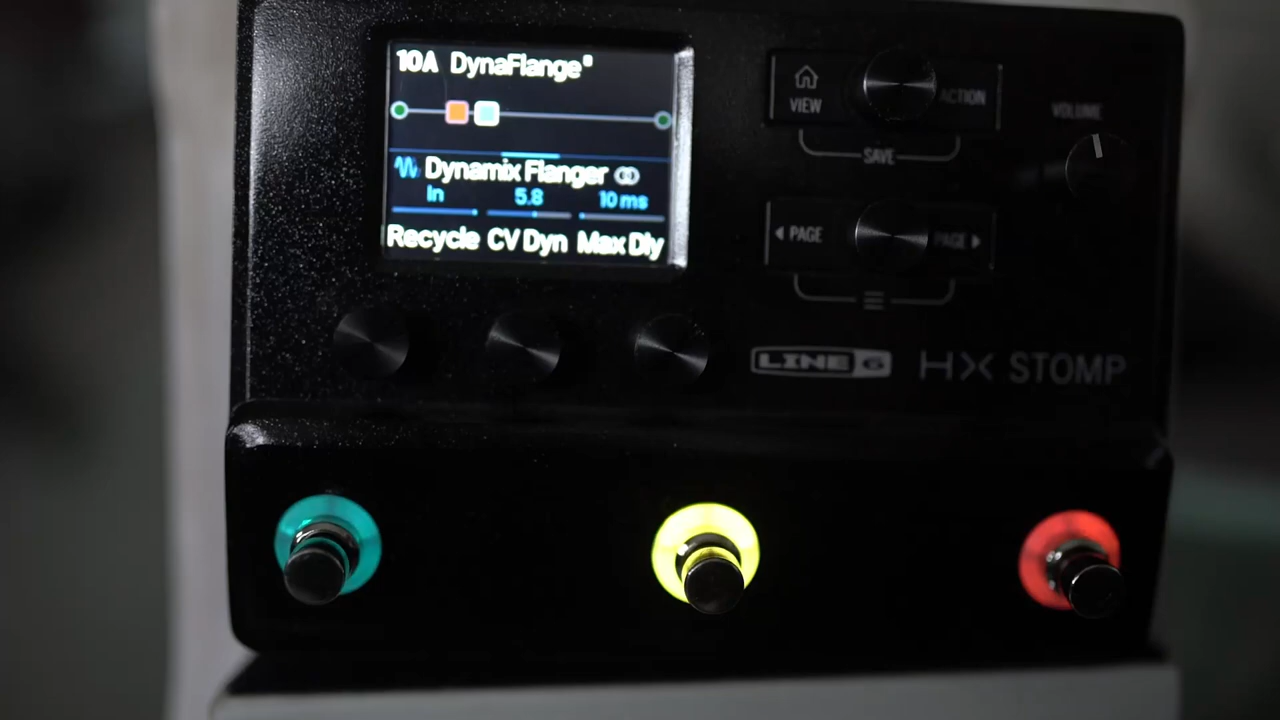 10A DynaFlange
Dynamix Flanger
In 5.8 10 ms
Recycle CV Dyn Max Dly
VIEW
ACTION
SAVE
VOLUME
PAGE
PAGE
LINE 6 HX STOMP